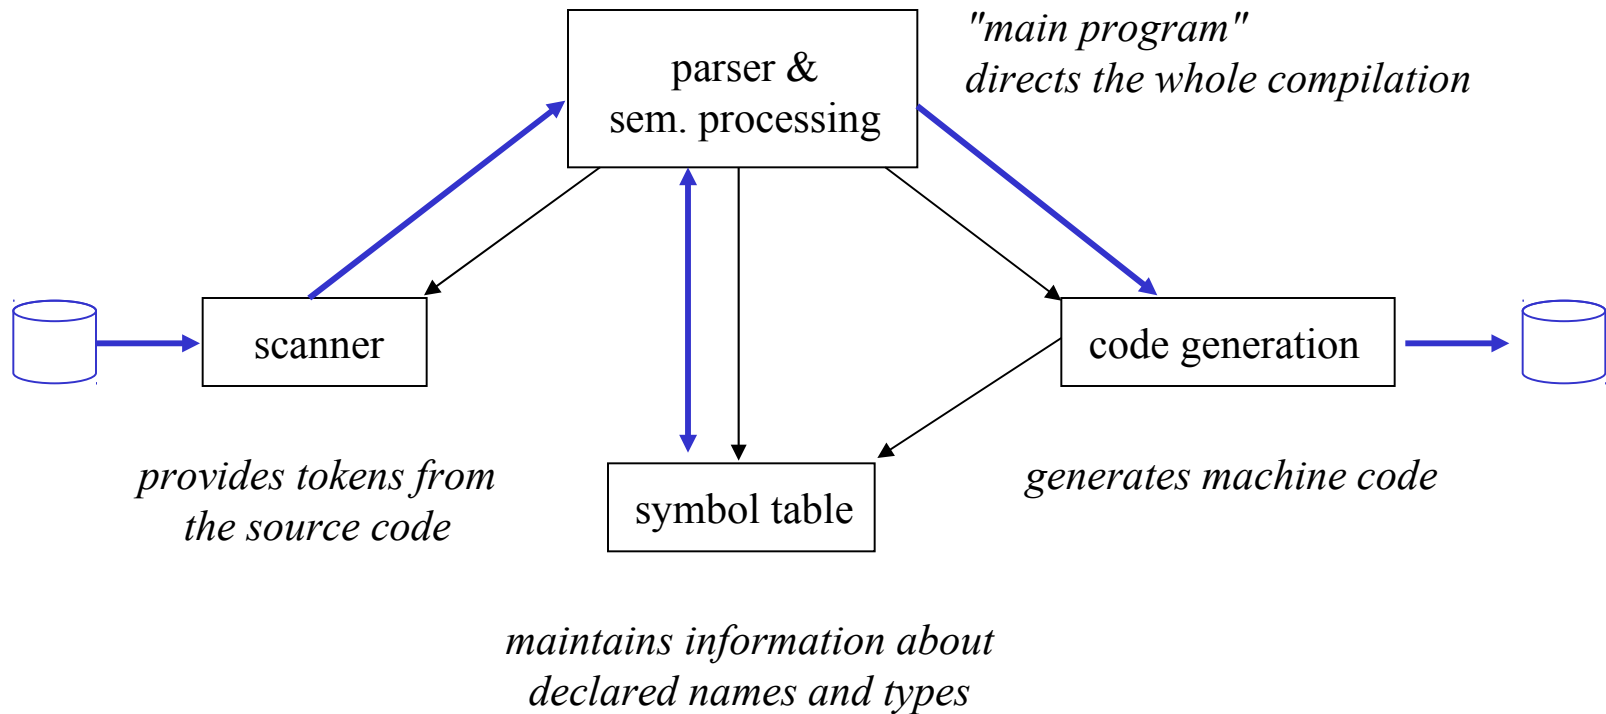 parser &
sem. processing
"main program"
directs the whole compilation
scanner
code generation
provides tokens from
the source code
symbol table
generates machine code
maintains information about
declared names and types